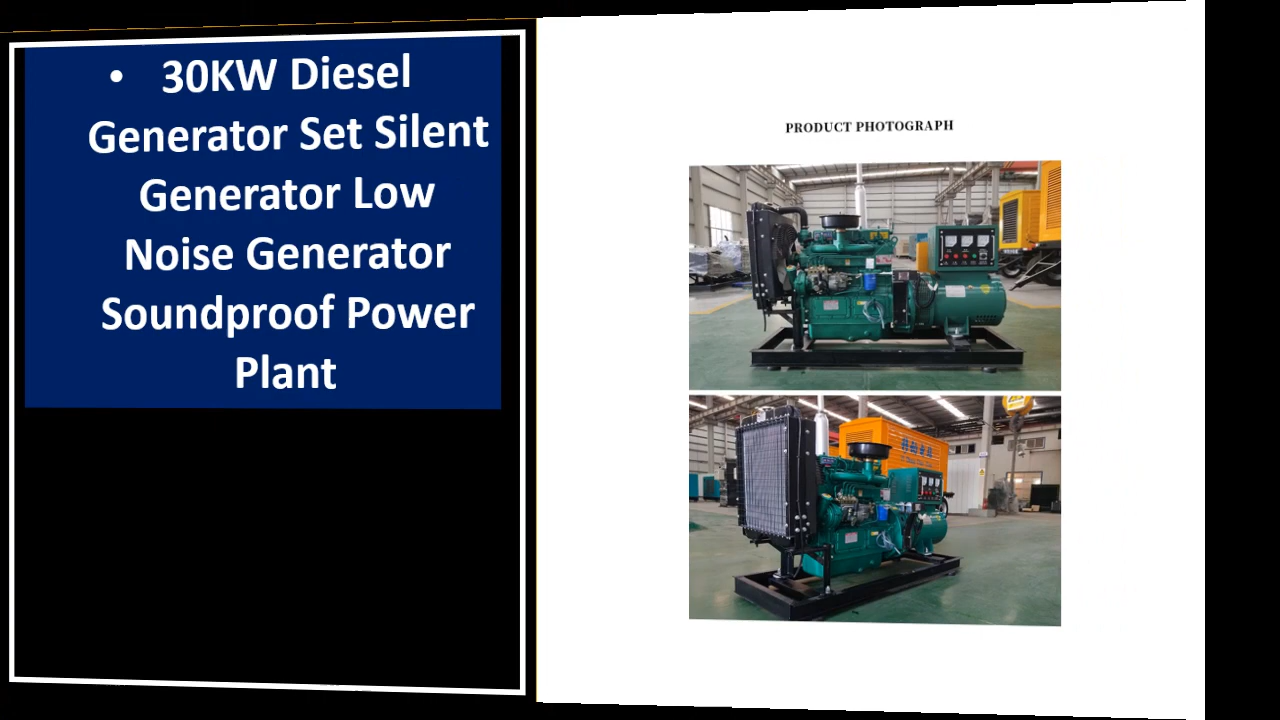 • 30KW Diesel
Generator Set Silent
Generator Low
Noise Generator
Soundproof Power
Plant
PRODUCT PHOTOGRAPH